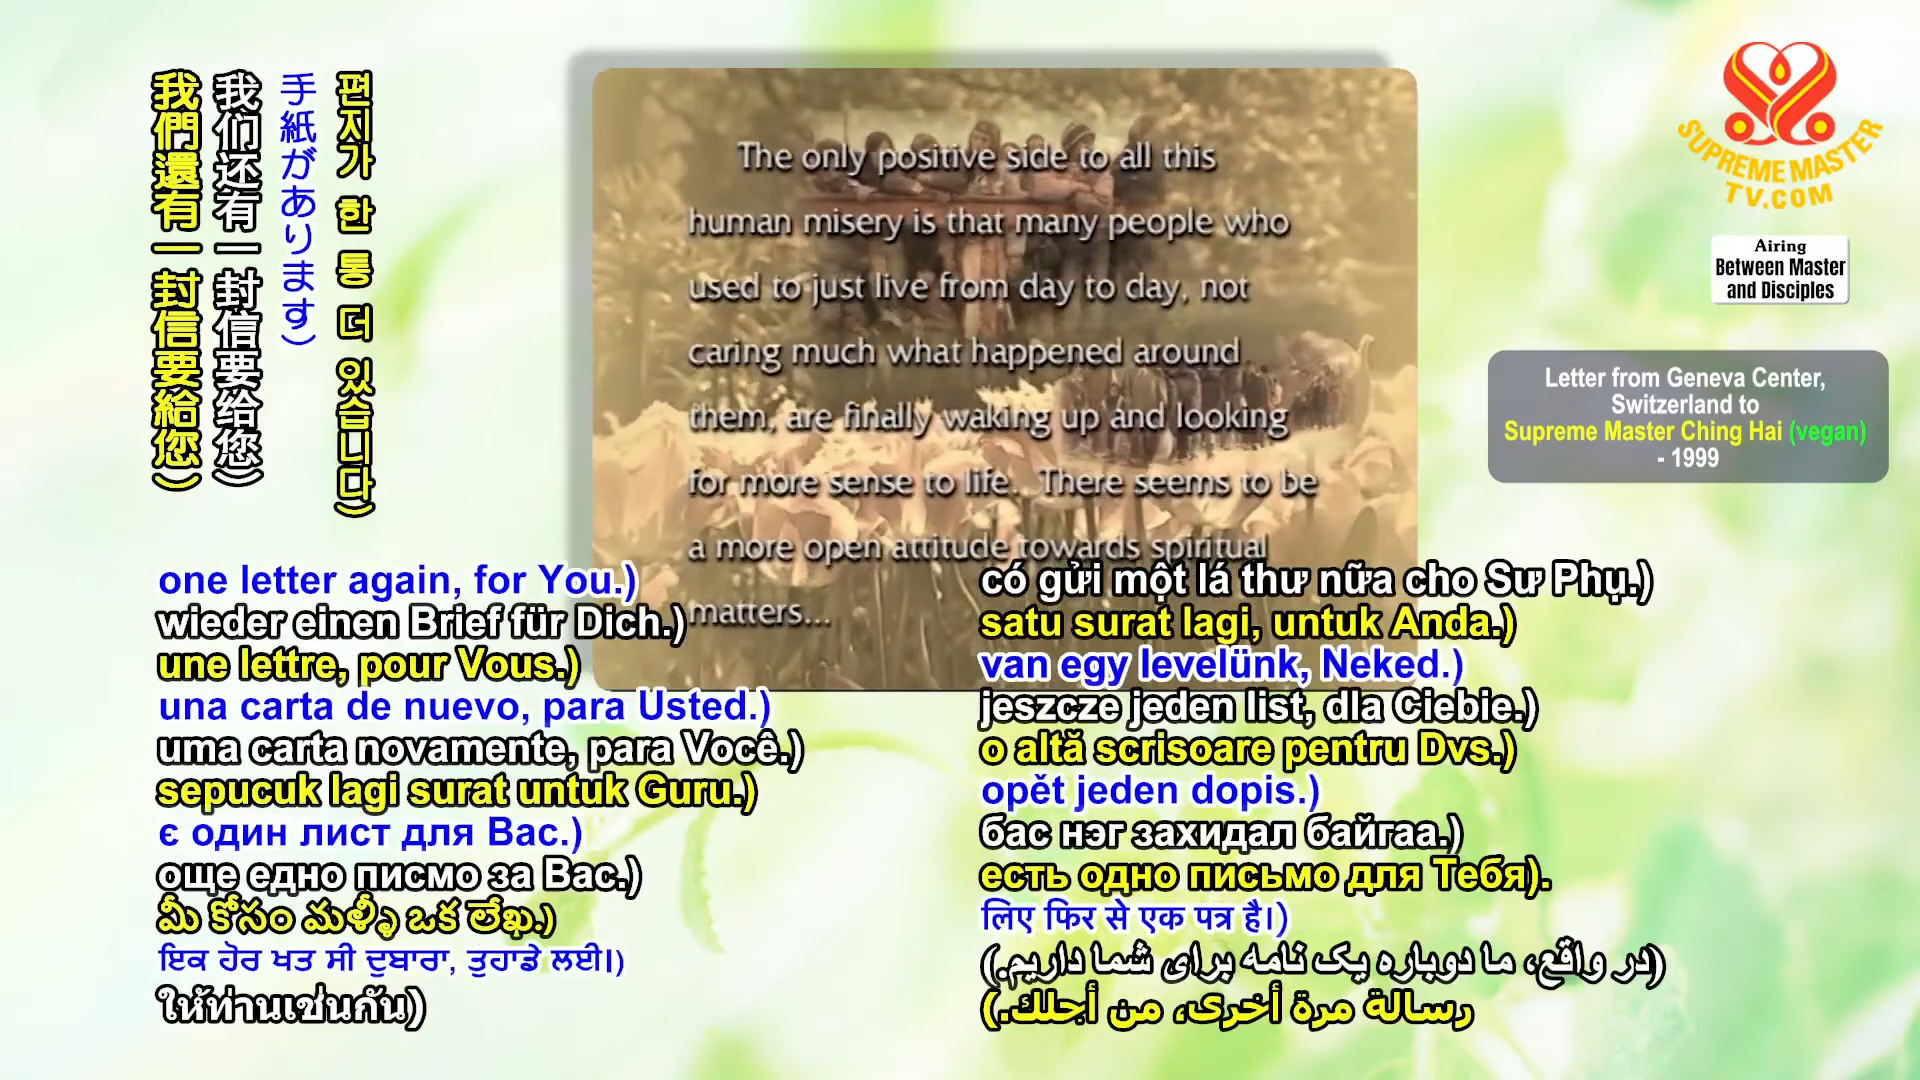 我們還有一封信要給您）
我们还有一封信要给您）
手紙があります）
편지가 한 통 더 있습니다）
The only positive side to all this
human misery is that many people who
used to just live from day to day, not
caring much what happened around
them, are finally waking up and looking
for more sense to life. There seems to be
a more open attitude towards spiritual
matters...
SUPREME MASTER
TV.COM
Airing
Between Master
and Disciples
Letter from Geneva Center,
Switzerland to
Supreme Master Ching Hai (vegan)
- 1999
one letter again, for You.)
wieder einen Brief für Dich.)
une lettre, pour Vous.)
una carta de nuevo, para Usted.)
uma carta novamente, para Você.)
sepucuk lagi surat untuk Guru.)
є один лист для Вас.)
още едно писмо за Вас.)
మీ కోసం మళ్ళీ ఒక లేఖ.)
ਇਕ ਹੋਰ ਖਤ ਸੀ ਦੁਬਾਰਾ, ਤੁਹਾਡੇ ਲਈ।)
ให้ท่านเช่นกัน)
có gửi một lá thư nữa cho Sư Phụ.)
satu surat lagi, untuk Anda.)
van egy levelünk, Neked.)
jeszcze jeden list, dla Ciebie.)
o altă scrisoare pentru Dvs.)
opět jeden dopis.)
бас нэг захидал байгаа.)
есть одно письмо для Тебя).
लिए फिर से एक पत्र है।)
(در واقع، ما دوباره یک نامه برای شما داریم.)
رسالة مرة أخرى، من أجلك.)